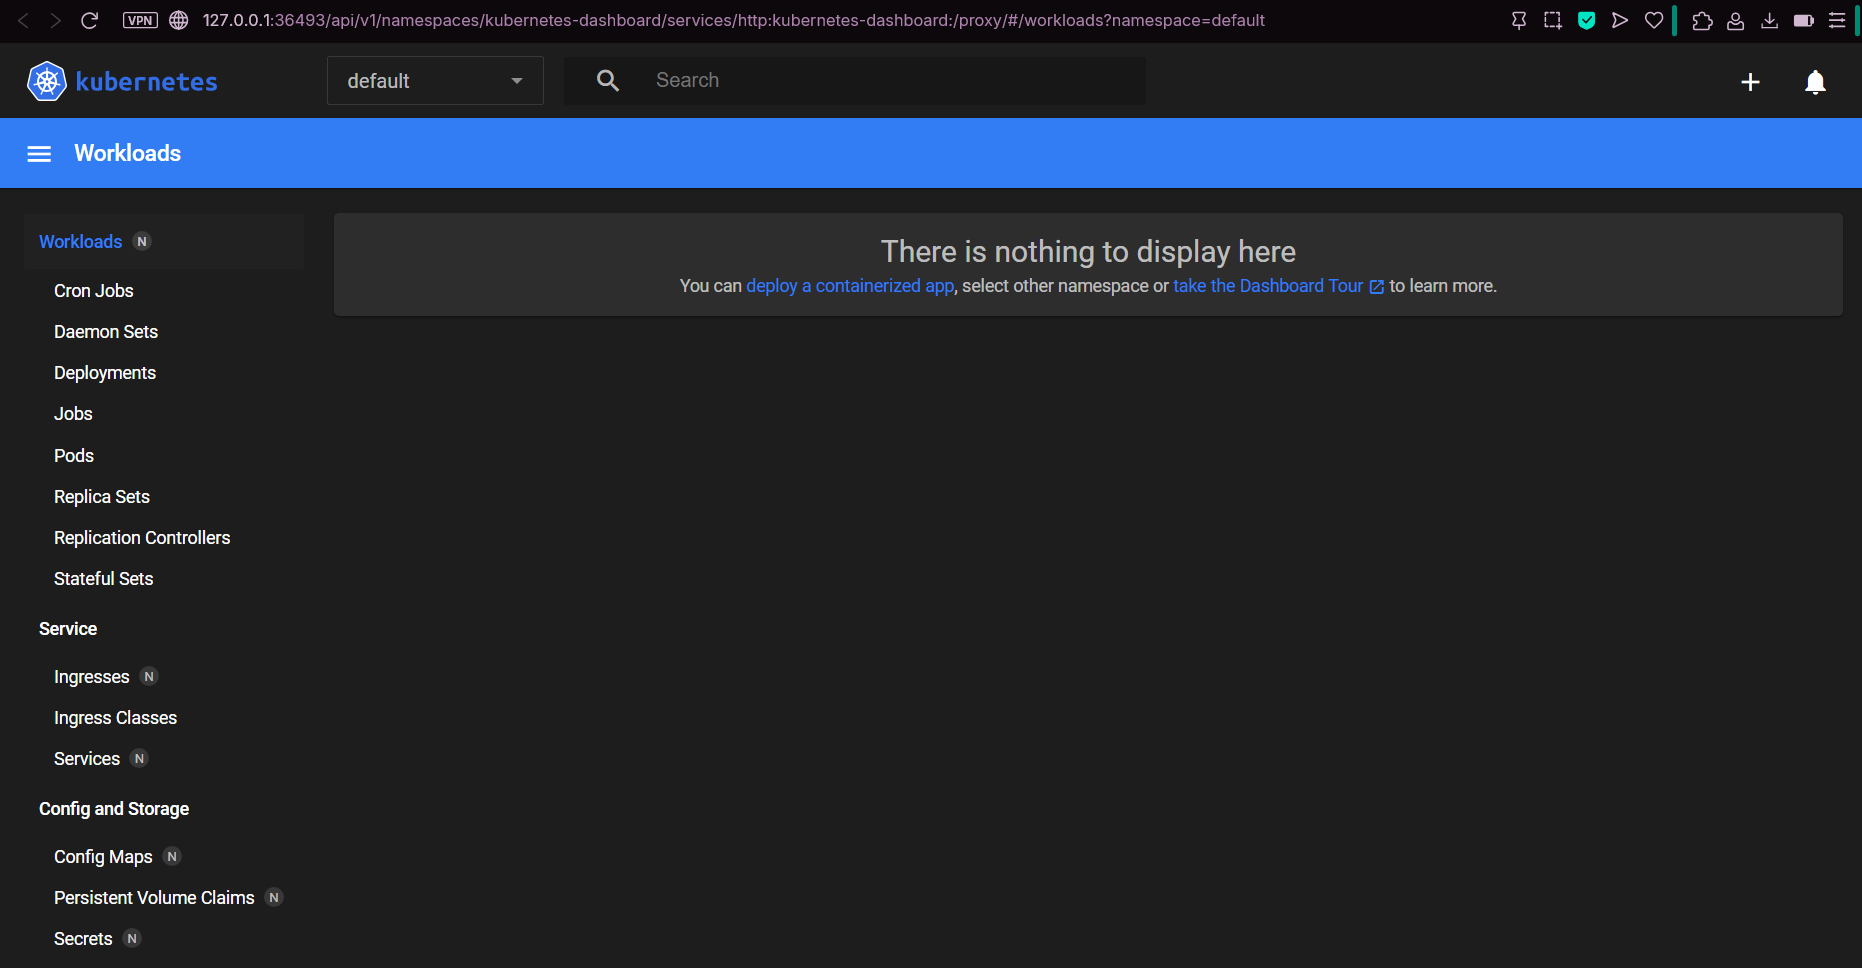 VPN 127.0.0.1:36493/api/v1/namespaces/kubernetes-dashboard/services/http:kubernetes-dashboard:/proxy/#/workloads?namespace=default
kubernetes
default
Search
Workloads
Workloads N
Cron Jobs
Daemon Sets
Deployments
Jobs
Pods
Replica Sets
Replication Controllers
Stateful Sets
Service
Ingresses N
Ingress Classes
Services N
Config and Storage
Config Maps N
Persistent Volume Claims N
Secrets N
There is nothing to display here
You can deploy a containerized app, select other namespace or take the Dashboard Tour to learn more.